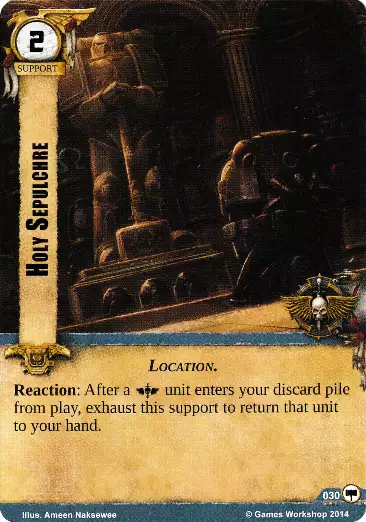 2
SUPPORT
HOLY SEPULCHRE
LOCATION.
Reaction: After a unit enters your discard pile
from play, exhaust this support to return that unit
to your hand.
030
Illus. Ameen Naksewee
© Games Workshop 2014